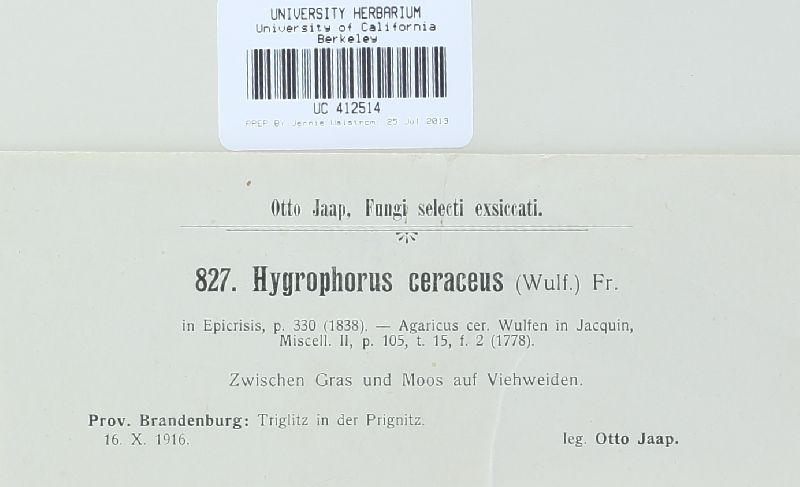 UNIVERSITY HERBARIUM
University of California
Berkeley
UC 412514
PREP BY Jennie Walstrom 25 Jul 2013
Otto Jaap, Fungi selecti exsiccati.
827. Hygrophorus ceraceus (Wulf.) Fr.
in Epicrisis, p. 330 (1838). — Agaricus cer. Wulfen in Jacquin,
Miscell. II, p. 105, t. 15, f. 2 (1778).
Zwischen Gras und Moos auf Viehweiden.
Prov. Brandenburg: Triglitz in der Prignitz.
16. X. 1916. leg. Otto Jaap.